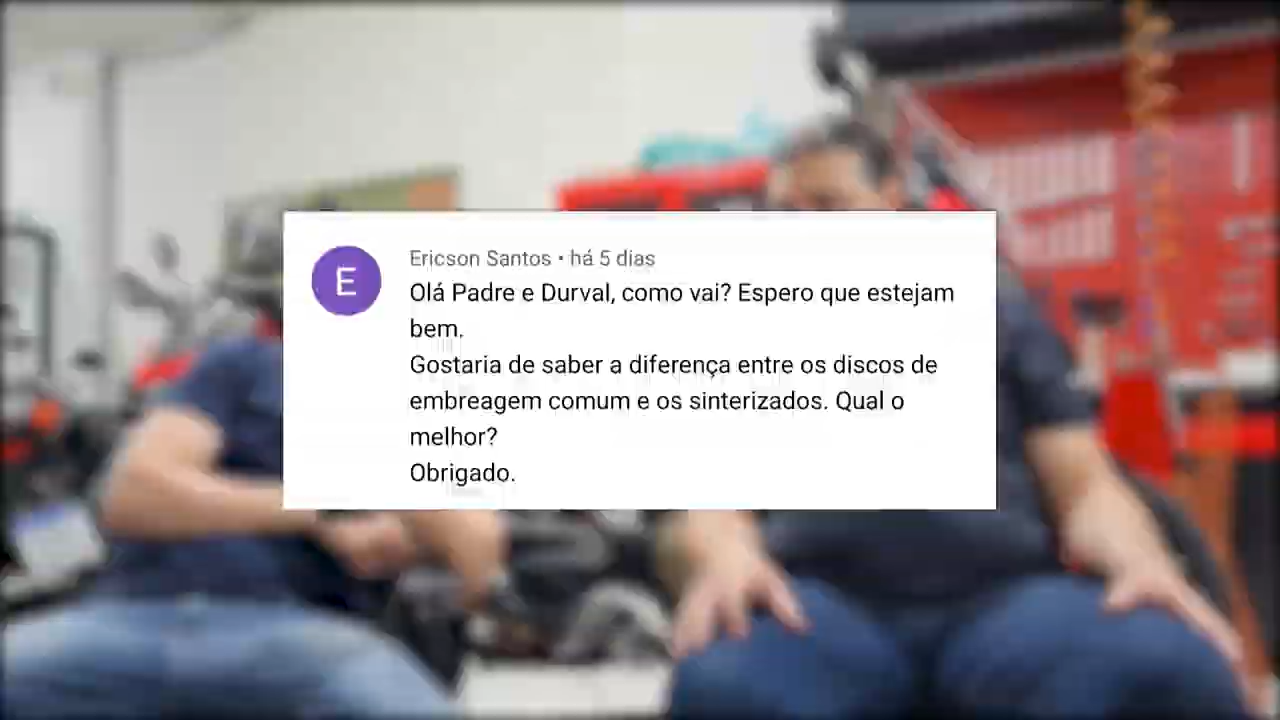 E
Ericson Santos • há 5 dias
Olá Padre e Durval, como vai? Espero que estejam
bem.
Gostaria de saber a diferença entre os discos de
embreagem comum e os sinterizados. Qual o
melhor?
Obrigado.